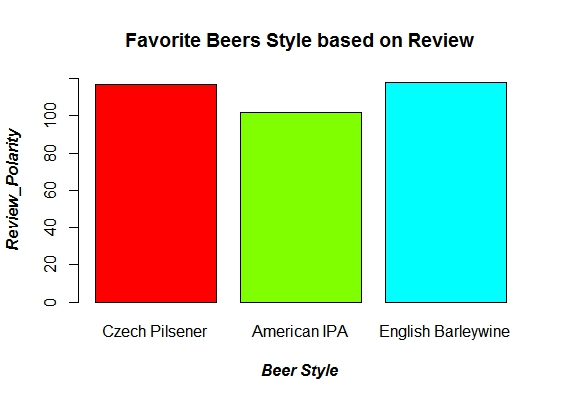 Favorite Beers Style based on Review
Review_Polarity
100
80
60
40
20
0
Czech Pilsener American IPA English Barleywine
Beer Style